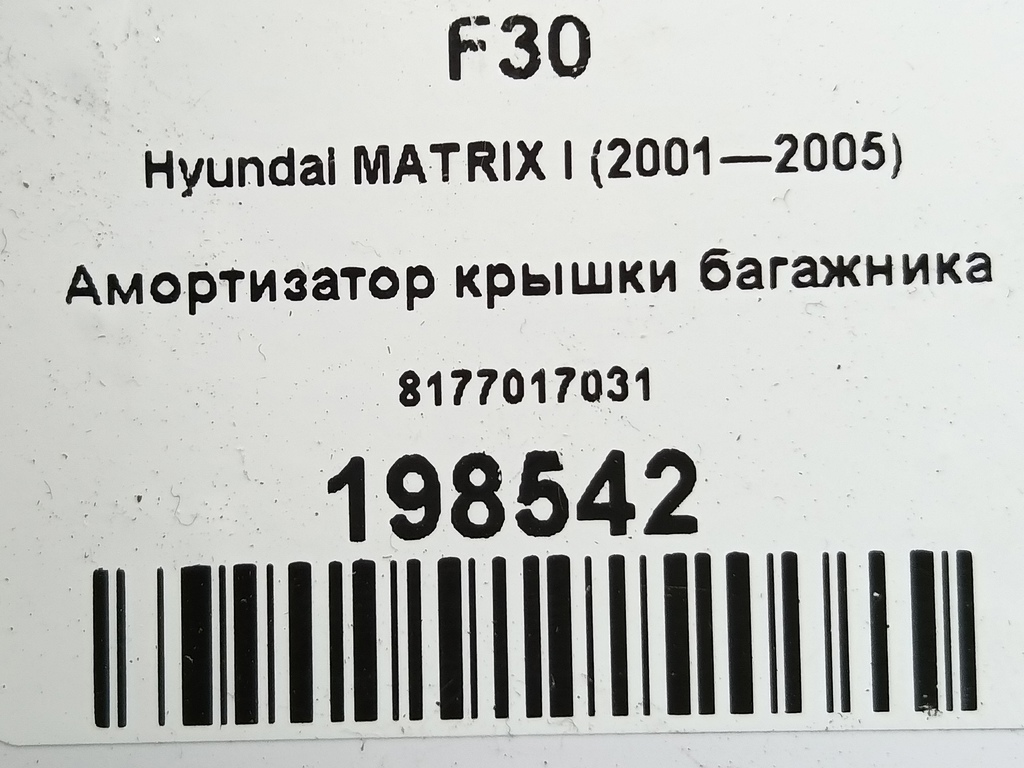 F30
Hyundai MATRIX I (2001—2005)
Амортизатор крышки багажника
8177017031
198542